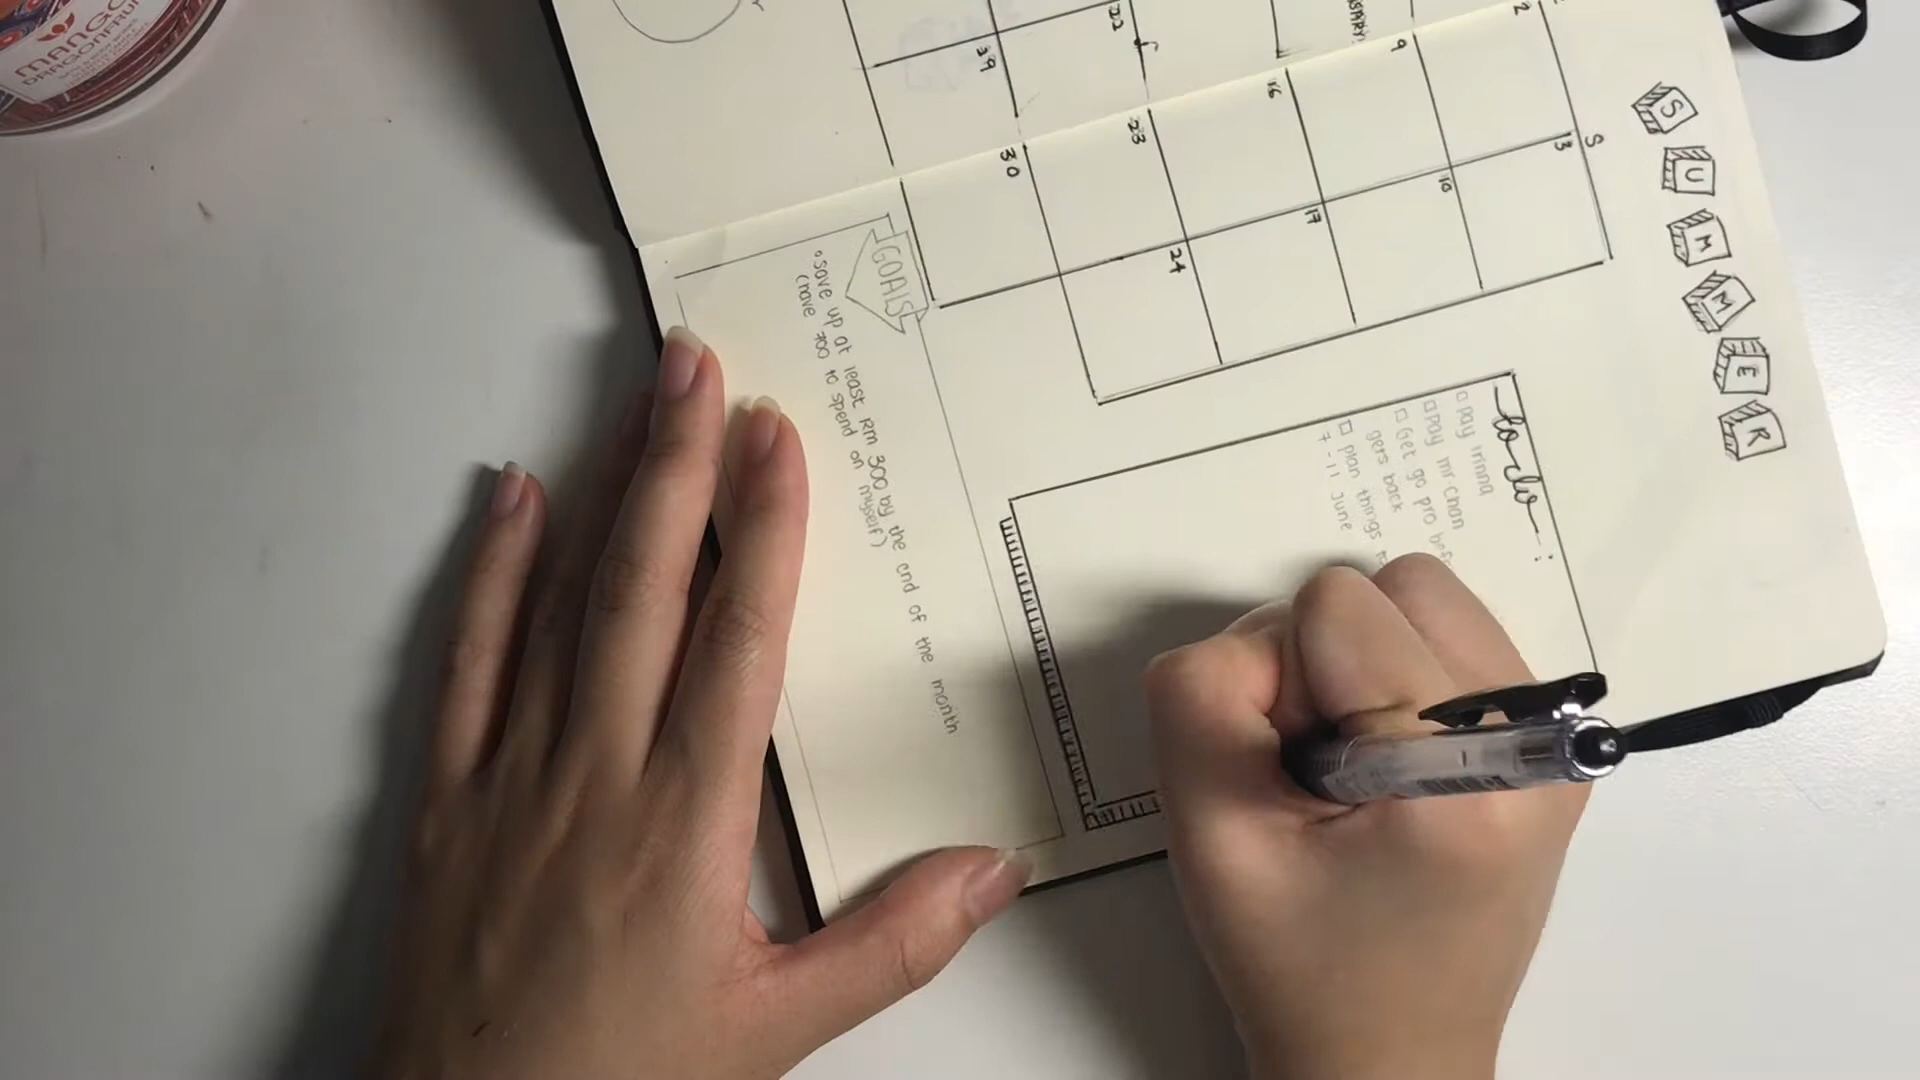 MANGO
DRAGONFRUIT
S U M M E R
S
2
3
9
10
16
17
22
23
24
29
30
to do :
pay irinna
pay mr. chan
Get go pro
gers back
plan things
7-11 June
GOALS
• save up at least RM 300 by the end of the month
(have 700 to spend on myself)